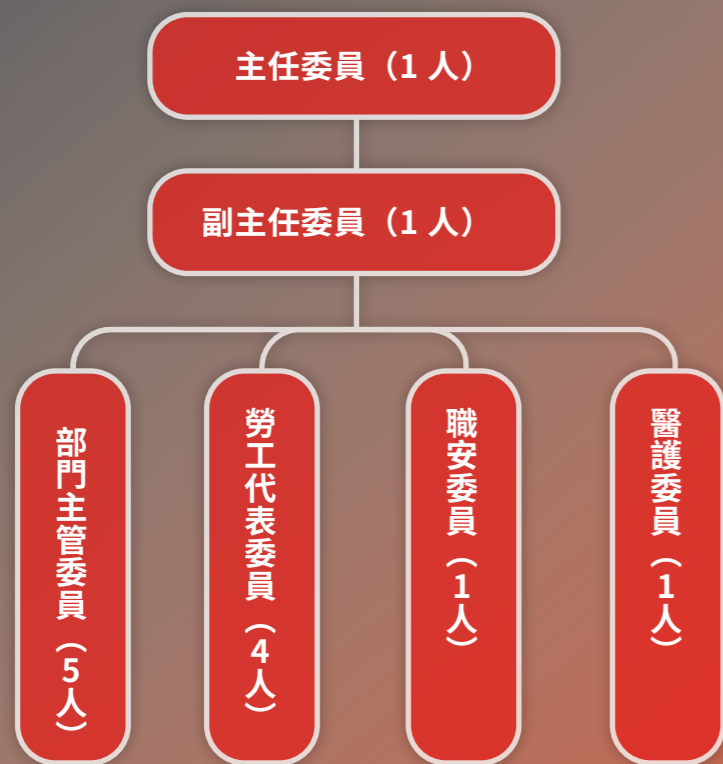 主任委員（1 人）
副主任委員（1 人）
部門主管委員（5人）
勞工代表委員（4人）
職安委員（1人）
醫護委員（1人）